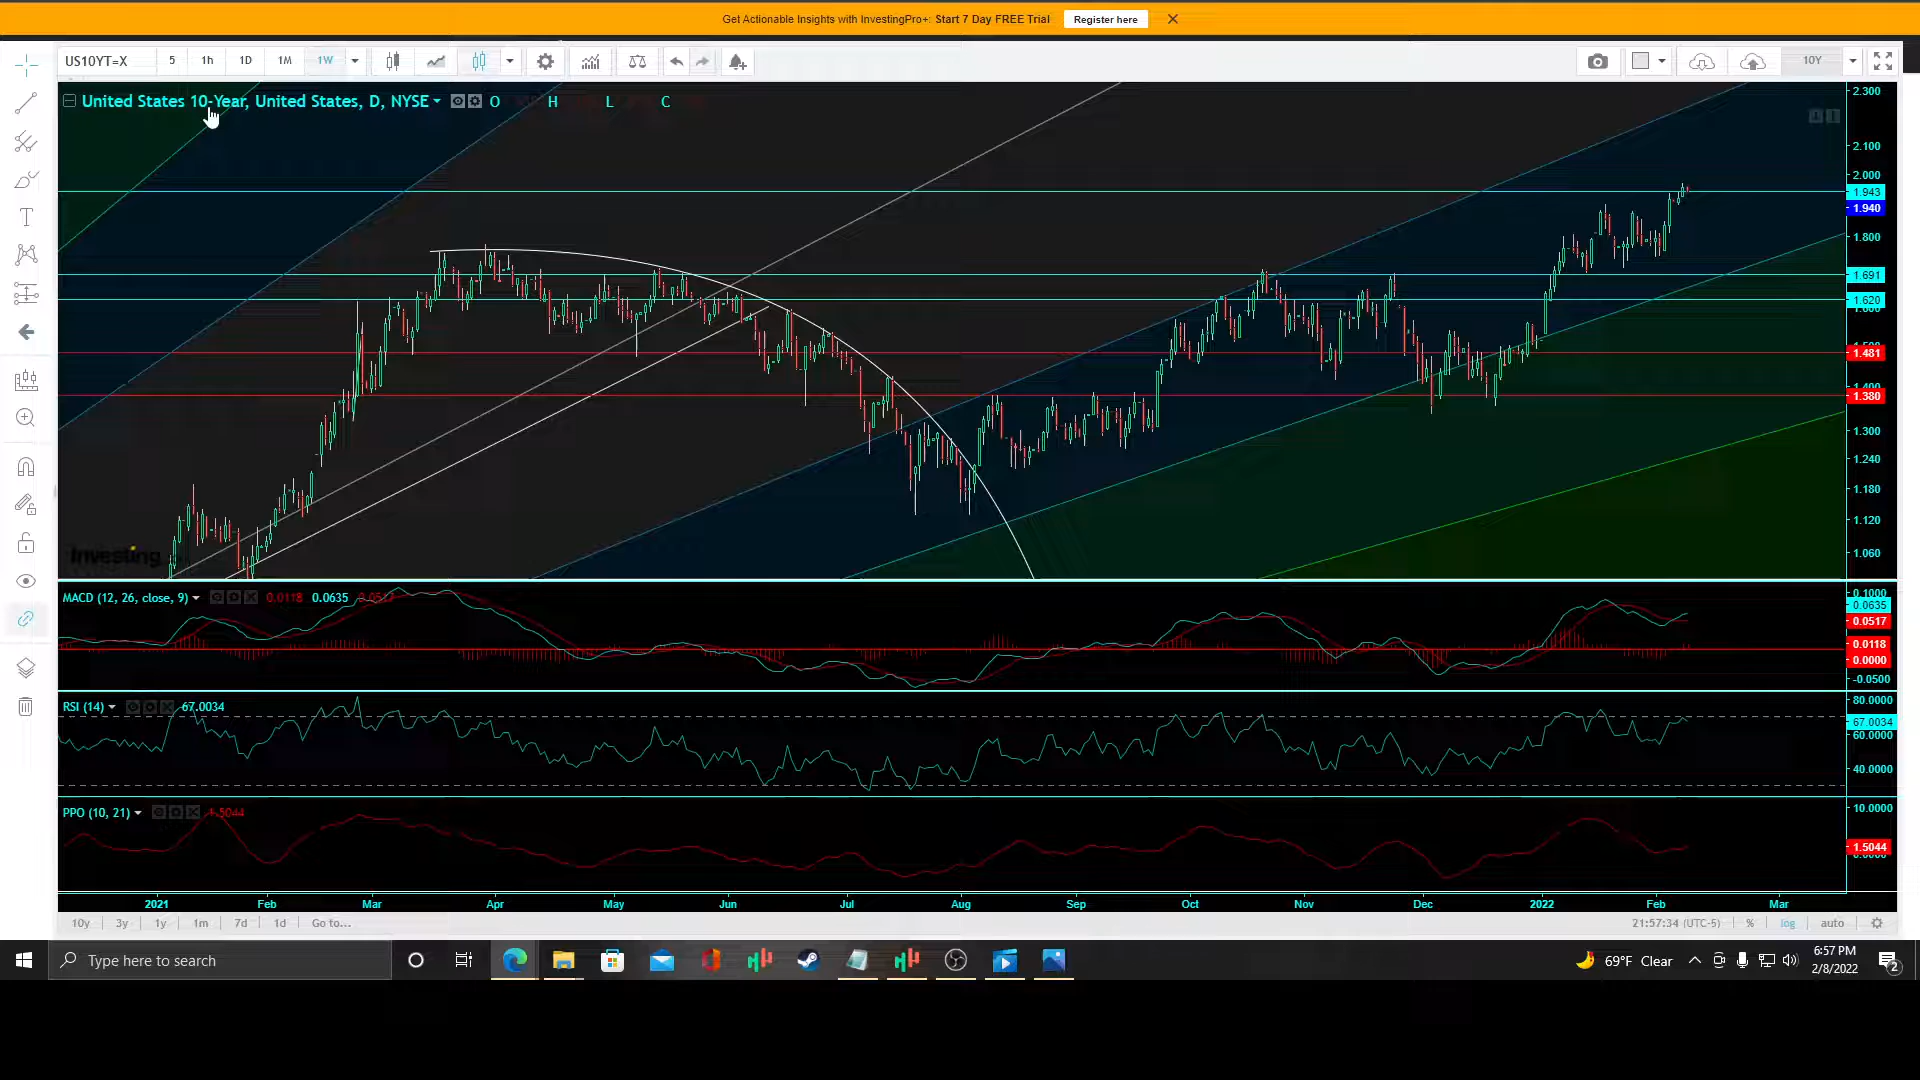 Get Actionable Insights with InvestingPro+: Start 7 Day FREE Trial Register here
US10YT=X 5 1h 1D 1M 1W 10Y
United States 10-Year, United States, D, NYSE O H L C
2.300
2.100
2.000
1.943
1.940
1.800
1.691
1.620
1.481
1.380
1.300
1.240
1.180
1.120
1.060
Investing
MACD (12, 26, close, 9) 0.0118 0.0635 0.0517
0.1000
0.0635
0.0517
0.0118
0.0000
-0.0500
RSI (14) 67.0034
80.0000
67.0034
60.0000
40.0000
PPO (10, 21) 1.5044
10.0000
1.5044
2021 Feb Mar Apr May Jun Jul Aug Sep Oct Nov Dec 2022 Feb Mar
10y 3y 1y 1m 7d 1d Go to... 21:57:34 (UTC-5) % log auto
Type here to search 69°F Clear 6:57 PM
2/8/2022 2